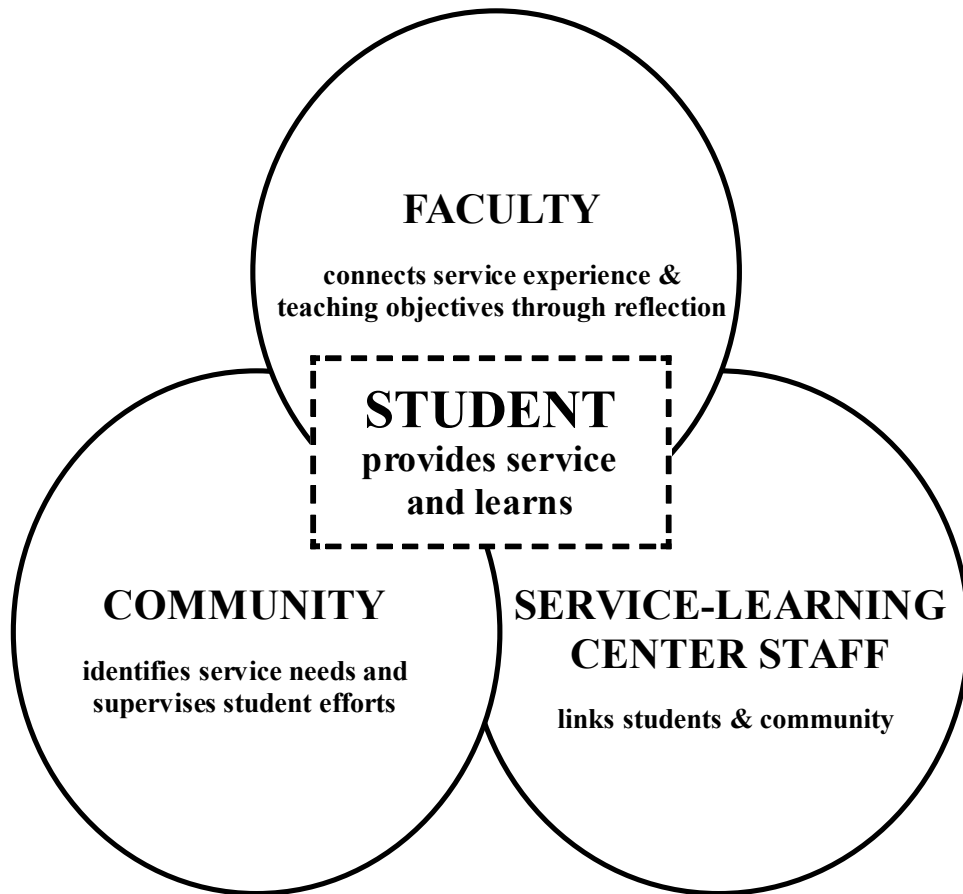 FACULTY
connects service experience &
teaching objectives through reflection
STUDENT
provides service
and learns
COMMUNITY
identifies service needs and
supervises student efforts
SERVICE-LEARNING
CENTER STAFF
links students & community